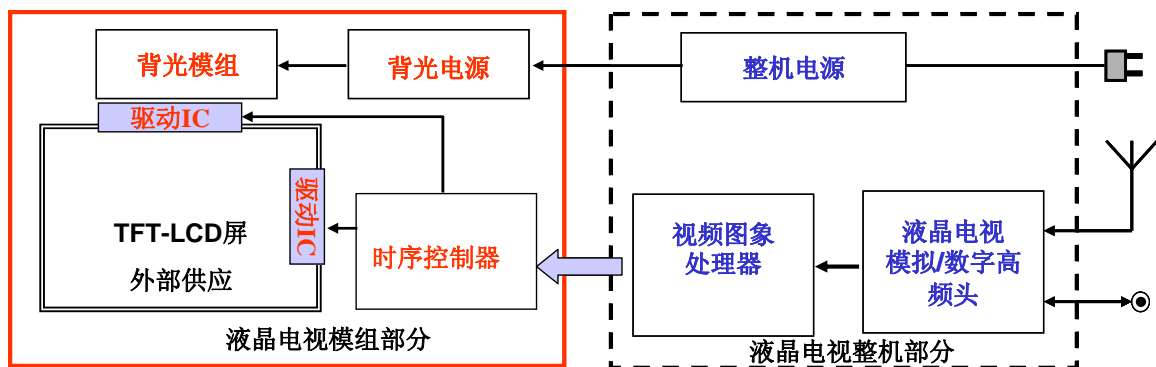 背光模组
背光电源
整机电源
驱动IC
驱动IC
TFT-LCD屏
外部供应
时序控制器
视频图象
处理器
液晶电视
模拟/数字高
频头
液晶电视模组部分
液晶电视整机部分